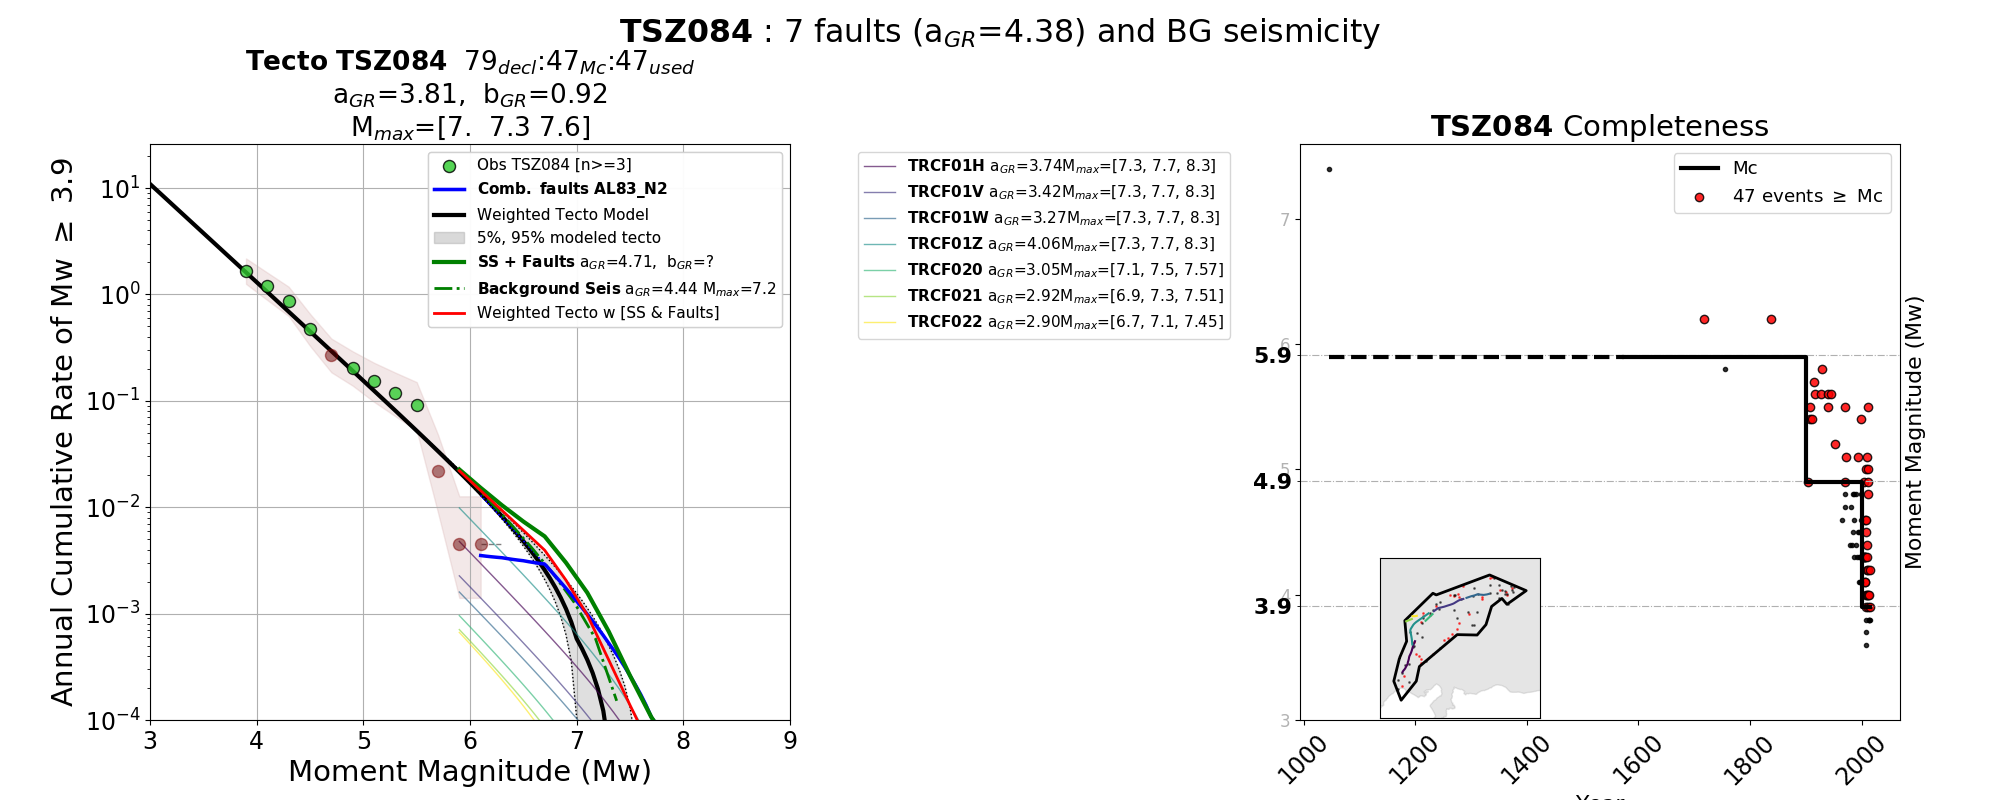 TSZ084 : 7 faults (aGR=4.38) and BG seismicity
Tecto TSZ084 79decl:47Mc:47used
aGR=3.81, bGR=0.92
Mmax=[7. 7.3 7.6]
Annual Cumulative Rate of Mw ≥ 3.9
10^1
10^0
10^−1
10^−2
10^−3
10^−4
3 4 5 6 7 8 9
Moment Magnitude (Mw)
Obs TSZ084 [n>=3]
Comb. faults AL83_N2
Weighted Tecto Model
5%, 95% modeled tecto
SS + Faults aGR=4.71, bGR=?
Background Seis aGR=4.44 Mmax=7.2
Weighted Tecto w [SS & Faults]
TRCF01H aGR=3.74Mmax=[7.3, 7.7, 8.3]
TRCF01V aGR=3.42Mmax=[7.3, 7.7, 8.3]
TRCF01W aGR=3.27Mmax=[7.3, 7.7, 8.3]
TRCF01Z aGR=4.06Mmax=[7.3, 7.7, 8.3]
TRCF020 aGR=3.05Mmax=[7.1, 7.5, 7.57]
TRCF021 aGR=2.92Mmax=[6.9, 7.3, 7.51]
TRCF022 aGR=2.90Mmax=[6.7, 7.1, 7.45]
TSZ084 Completeness
Mc
47 events ≥ Mc
7
6
5.9
5
4.9
4
3.9
3
1000 1200 1400 1600 1800 2000
Year
Moment Magnitude (Mw)